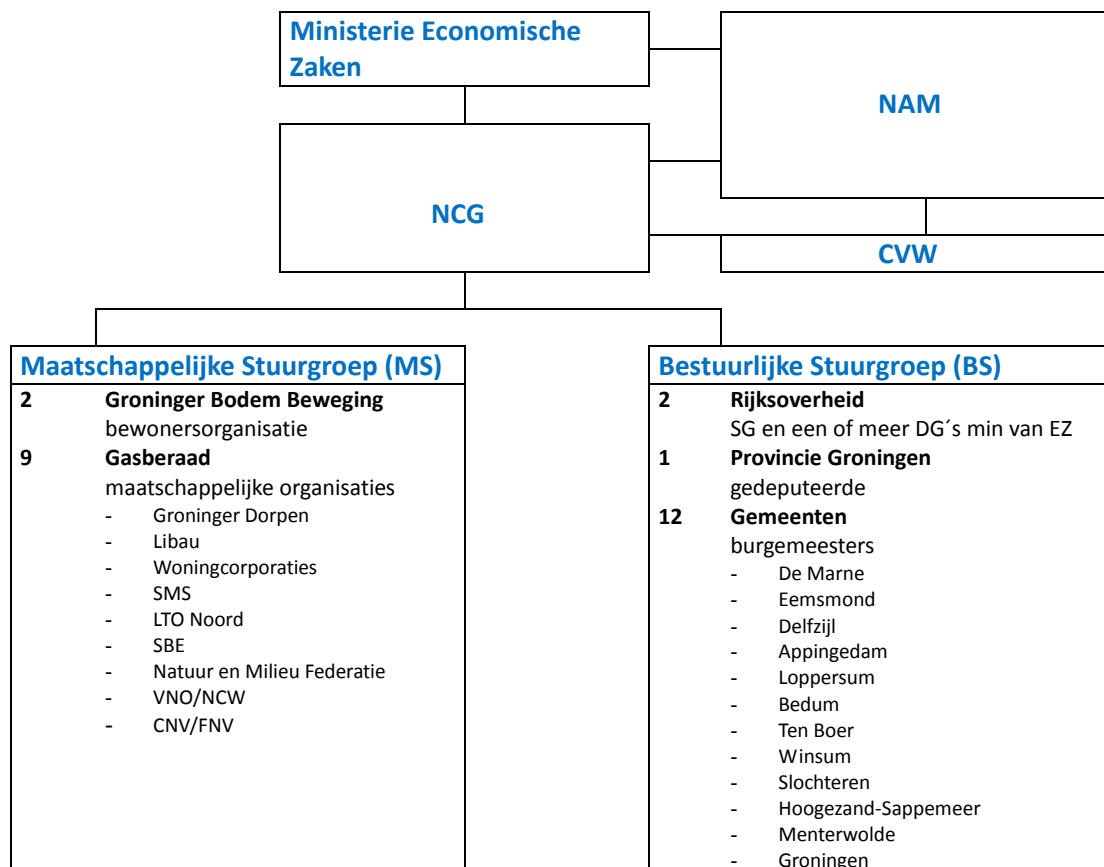 Ministerie Economische
Zaken
NAM
NCG
CVW
Maatschappelijke Stuurgroep (MS)
2 Groninger Bodem Beweging
bewonersorganisatie
9 Gasberaad
maatschappelijke organisaties
- Groninger Dorpen
- Libau
- Woningcorporaties
- SMS
- LTO Noord
- SBE
- Natuur en Milieu Federatie
- VNO/NCW
- CNV/FNV
Bestuurlijke Stuurgroep (BS)
2 Rijksoverheid
SG en een of meer DG´s min van EZ
1 Provincie Groningen
gedeputeerde
12 Gemeenten
burgemeesters
- De Marne
- Eemsmond
- Delfzijl
- Appingedam
- Loppersum
- Bedum
- Ten Boer
- Winsum
- Slochteren
- Hoogezand-Sappemeer
- Menterwolde
- Groningen